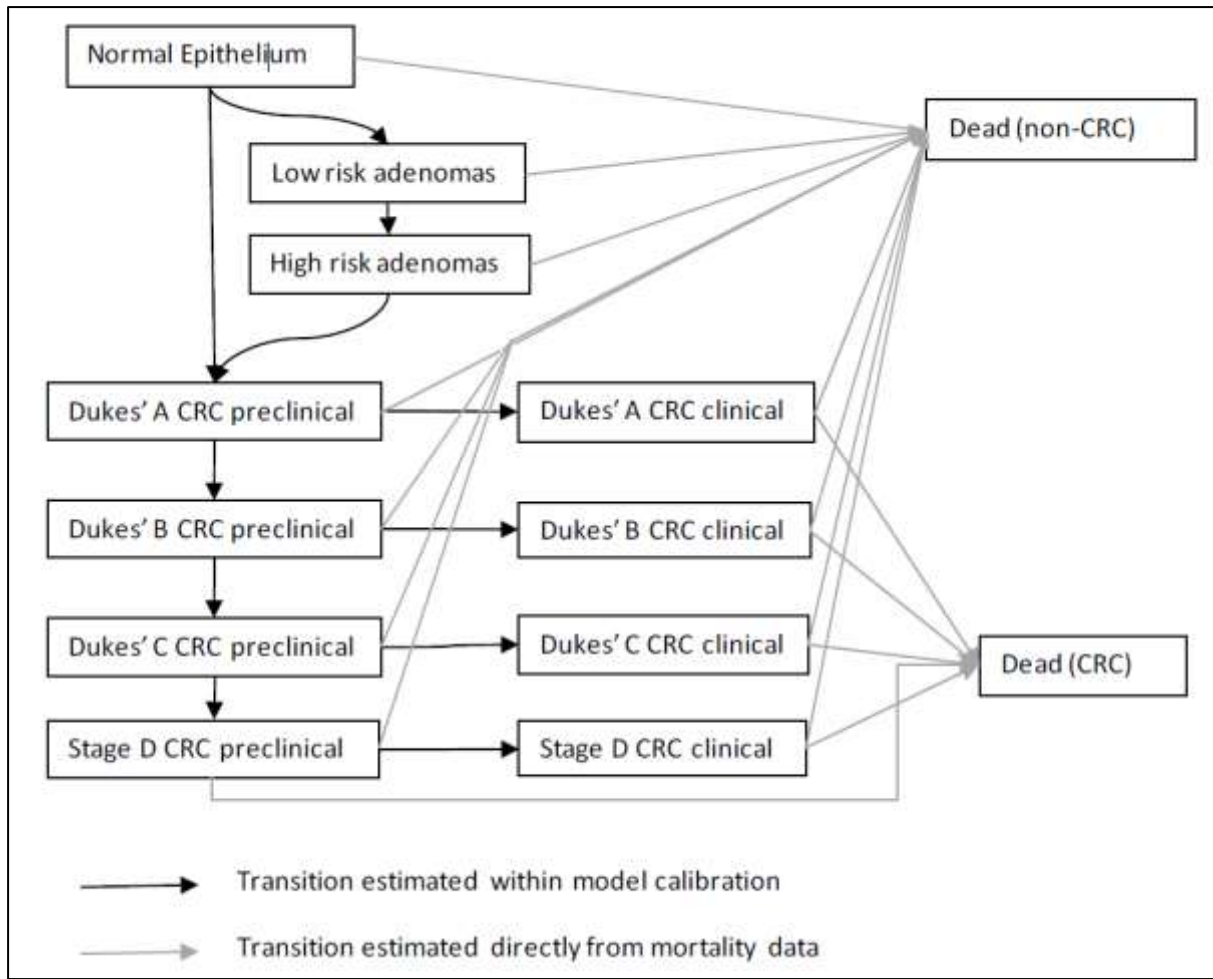 Normal Epithelium
Dead (non-CRC)
Low risk adenomas
High risk adenomas
Dukes' A CRC preclinical
Dukes' A CRC clinical
Dukes' B CRC preclinical
Dukes' B CRC clinical
Dukes' C CRC preclinical
Dukes' C CRC clinical
Dead (CRC)
Stage D CRC preclinical
Stage D CRC clinical
Transition estimated within model calibration
Transition estimated directly from mortality data